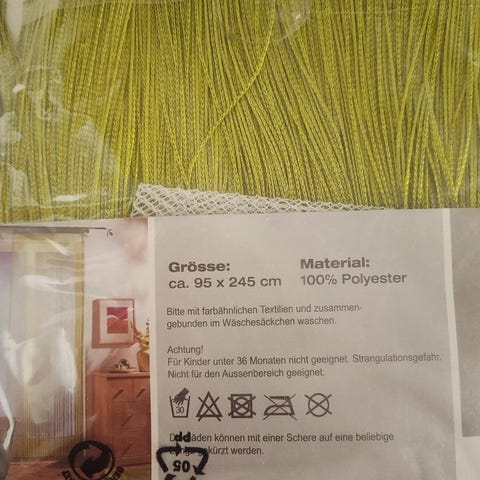 Grösse:
ca. 95 x 245 cm
Material:
100% Polyester
Bitte mit farbähnlichen Textilien und zusammen-
gebunden im Wäschesäckchen waschen.
Achtung!
Für Kinder unter 36 Monaten nicht geeignet. Strangulationsgefahr.
Nicht für den Aussenbereich geeignet.
30
können mit einer Schere auf eine beliebige
gekürzt werden.
PP
05